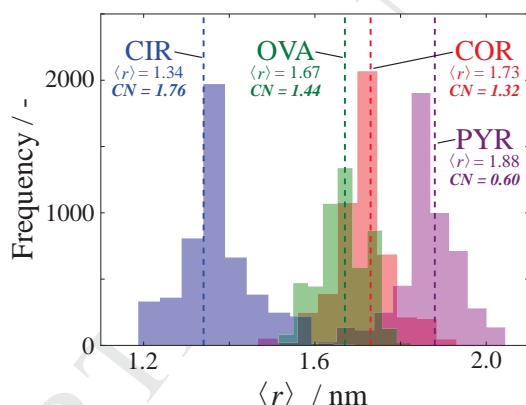 CIR
⟨r⟩ = 1.34
CN = 1.76
OVA
⟨r⟩ = 1.67
CN = 1.44
COR
⟨r⟩ = 1.73
CN = 1.32
PYR
⟨r⟩ = 1.88
CN = 0.60
Frequency / -
2000
1000
0
1.2
1.6
2.0
⟨r⟩ / nm